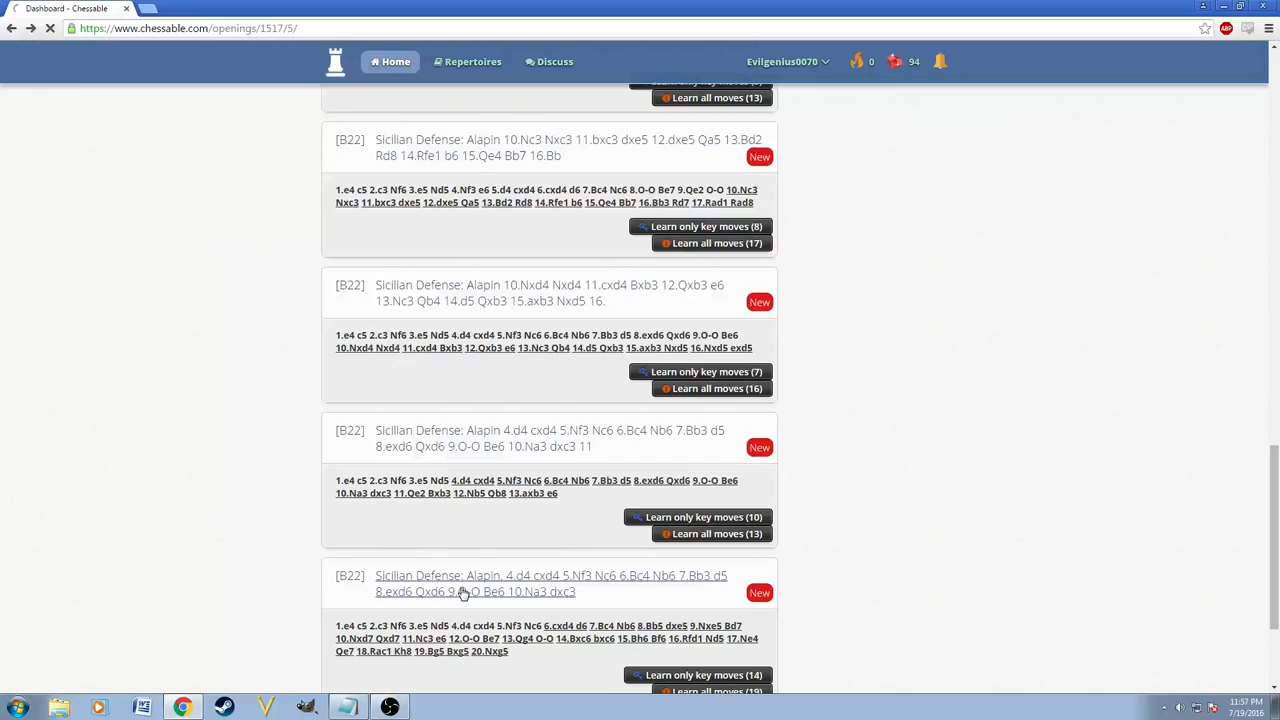 Dashboard - Chessable
https://www.chessable.com/openings/1517/5/
Home
Repertoires
Discuss
Evilgenius0070
0
94
Learn all moves (13)
[B22] Sicilian Defense: Alapin 10.Nc3 Nxc3 11.bxc3 dxe5 12.dxe5 Qa5 13.Bd2
Rd8 14.Rfe1 b6 15.Qe4 Bb7 16.Bb
New
1.e4 c5 2.c3 Nf6 3.e5 Nd5 4.Nf3 e6 5.d4 cxd4 6.cxd4 d6 7.Bc4 Nc6 8.O-O Be7 9.Qe2 O-O 10.Nc3
Nxc3 11.bxc3 dxe5 12.dxe5 Qa5 13.Bd2 Rd8 14.Rfe1 b6 15.Qe4 Bb7 16.Bb3 Rd7 17.Rad1 Rad8
Learn only key moves (8)
Learn all moves (17)
[B22] Sicilian Defense: Alapin 10.Nxd4 Nxd4 11.cxd4 Bxb3 12.Qxb3 e6
13.Nc3 Qb4 14.d5 Qxb3 15.axb3 Nxd5 16.
New
1.e4 c5 2.c3 Nf6 3.e5 Nd5 4.d4 cxd4 5.Nf3 Nc6 6.Bc4 Nb6 7.Bb3 d5 8.exd6 Qxd6 9.O-O Be6
10.Nxd4 Nxd4 11.cxd4 Bxb3 12.Qxb3 e6 13.Nc3 Qb4 14.d5 Qxb3 15.axb3 Nxd5 16.Nxd5 exd5
Learn only key moves (7)
Learn all moves (16)
[B22] Sicilian Defense: Alapin 4.d4 cxd4 5.Nf3 Nc6 6.Bc4 Nb6 7.Bb3 d5
8.exd6 Qxd6 9.O-O Be6 10.Na3 dxc3 11
New
1.e4 c5 2.c3 Nf6 3.e5 Nd5 4.d4 cxd4 5.Nf3 Nc6 6.Bc4 Nb6 7.Bb3 d5 8.exd6 Qxd6 9.O-O Be6
10.Na3 dxc3 11.Qe2 Bxb3 12.Nb5 Qb8 13.axb3 e6
Learn only key moves (10)
Learn all moves (13)
[B22] Sicilian Defense: Alapin. 4.d4 cxd4 5.Nf3 Nc6 6.Bc4 Nb6 7.Bb3 d5
8.exd6 Qxd6 9.O-O Be6 10.Na3 dxc3
New
1.e4 c5 2.c3 Nf6 3.e5 Nd5 4.d4 cxd4 5.Nf3 Nc6 6.cxd4 d6 7.Bc4 Nb6 8.Bb5 dxe5 9.Nxe5 Bd7
10.Nxd7 Qxd7 11.Nc3 e6 12.O-O Be7 13.Qg4 O-O 14.Bxc6 bxc6 15.Bh6 Bf6 16.Rfd1 Nd5 17.Ne4
Qe7 18.Rac1 Kh8 19.Bg5 Bxg5 20.Nxg5
Learn only key moves (14)
Learn all moves (19)
11:57 PM
7/19/2016